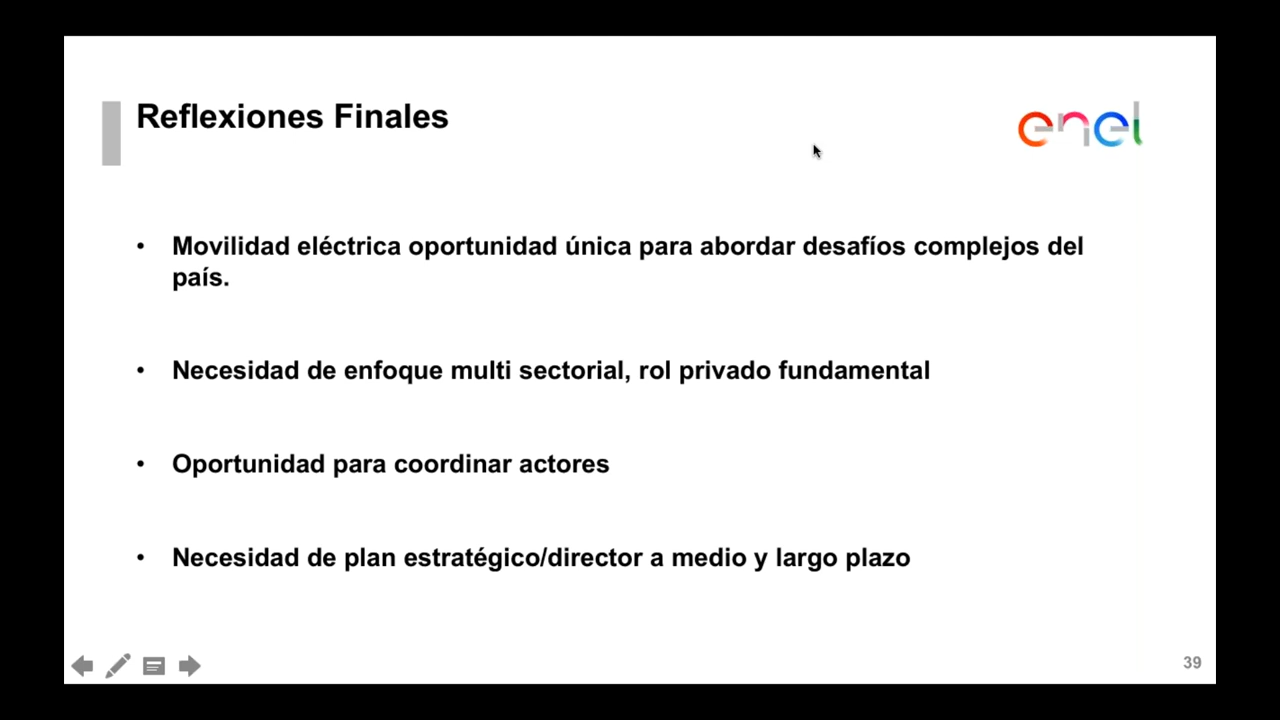 Reflexiones Finales
enel
• Movilidad eléctrica oportunidad única para abordar desafíos complejos del
país.
• Necesidad de enfoque multi sectorial, rol privado fundamental
• Oportunidad para coordinar actores
• Necesidad de plan estratégico/director a medio y largo plazo
39